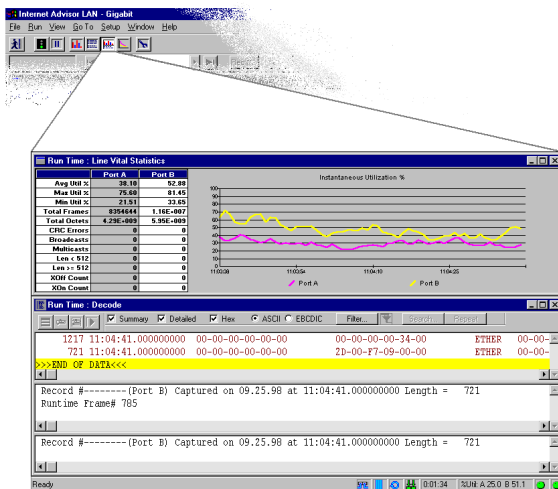 Internet Advisor LAN - Gigabit
File Run View Go To Setup Window Help
Run Time : Line Vital Statistics
Port A Port B
Avg Util % 38.10 52.88
Max Util % 75.60 81.45
Min Util % 21.51 33.65
Total Frames 8354644 1.16E+007
Total Octets 4.29E+009 5.95E+009
CRC Errors 0 0
Broadcasts 0 0
Multicasts 0 0
Len < 512 0 0
Len >= 512 0 0
XOff Count 0 0
XOn Count 0 0
Instantaneous Utilization %
100
90
80
70
60
50
40
30
20
10
0
11:03:38 11:03:54 11:04:10 11:04:25
Port A Port B
Run Time : Decode
Summary Detailed Hex ASCII EBCDIC Filter... Search Repeat
1217 11:04:41.000000000 00-00-00-00-00-00 00-00-00-00-34-00 ETHER 00-00-
721 11:04:41.000000000 00-00-00-00-00-00 2D-00-F7-09-00-00 ETHER 00-00-
>>>END OF DATA<<<
Record #--------(Port B) Captured on 09.25.98 at 11:04:41.000000000 Length = 721
Runtime Frame# 785
Record #--------(Port B) Captured on 09.25.98 at 11:04:41.000000000 Length = 721
Ready 0:01:34 %Util: A 25.0 B 51.1